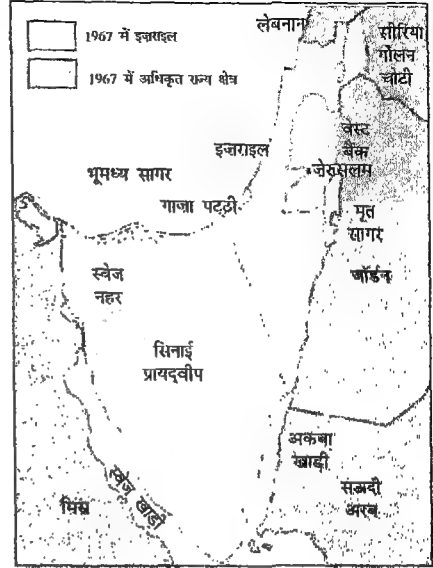 लेबनान
सीरिया
गोलन
चोटी
1967 में इज़राइल
1967 में अधिकृत राज्य क्षेत्र
वेस्ट
बैंक
इज़राइल
जेरुसलम
भूमध्य सागर
गाज़ा पट्टी
मृत
सागर
स्वेज
नहर
जॉर्डन
सिनाई
प्रायद्वीप
अकबा
खाड़ी
स्वेज खाड़ी
सऊदी
अरब
मिस्र